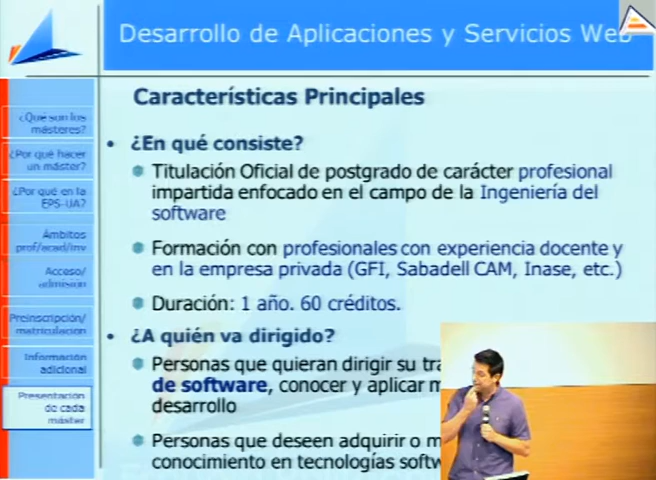 Desarrollo de Aplicaciones y Servicios Web
Características Principales
¿Qué son los
másteres?
¿Por qué hacer
un máster?
¿Por qué en la
EPS-UA?
Ámbitos
prof/acad/inv
Acceso/
admisión
Preinscripción/
matriculación
Información
adicional
Presentación
de cada
máster
• ¿En qué consiste?
Titulación Oficial de postgrado de carácter profesional
impartida enfocado en el campo de la Ingeniería del
software
Formación con profesionales con experiencia docente y
en la empresa privada (GFI, Sabadell CAM, Inase, etc.)
Duración: 1 año. 60 créditos.
• ¿A quién va dirigido?
Personas que quieran dirigir su
de software, conocer y aplicar
desarrollo
Personas que deseen adquirir o
conocimiento en tecnologías